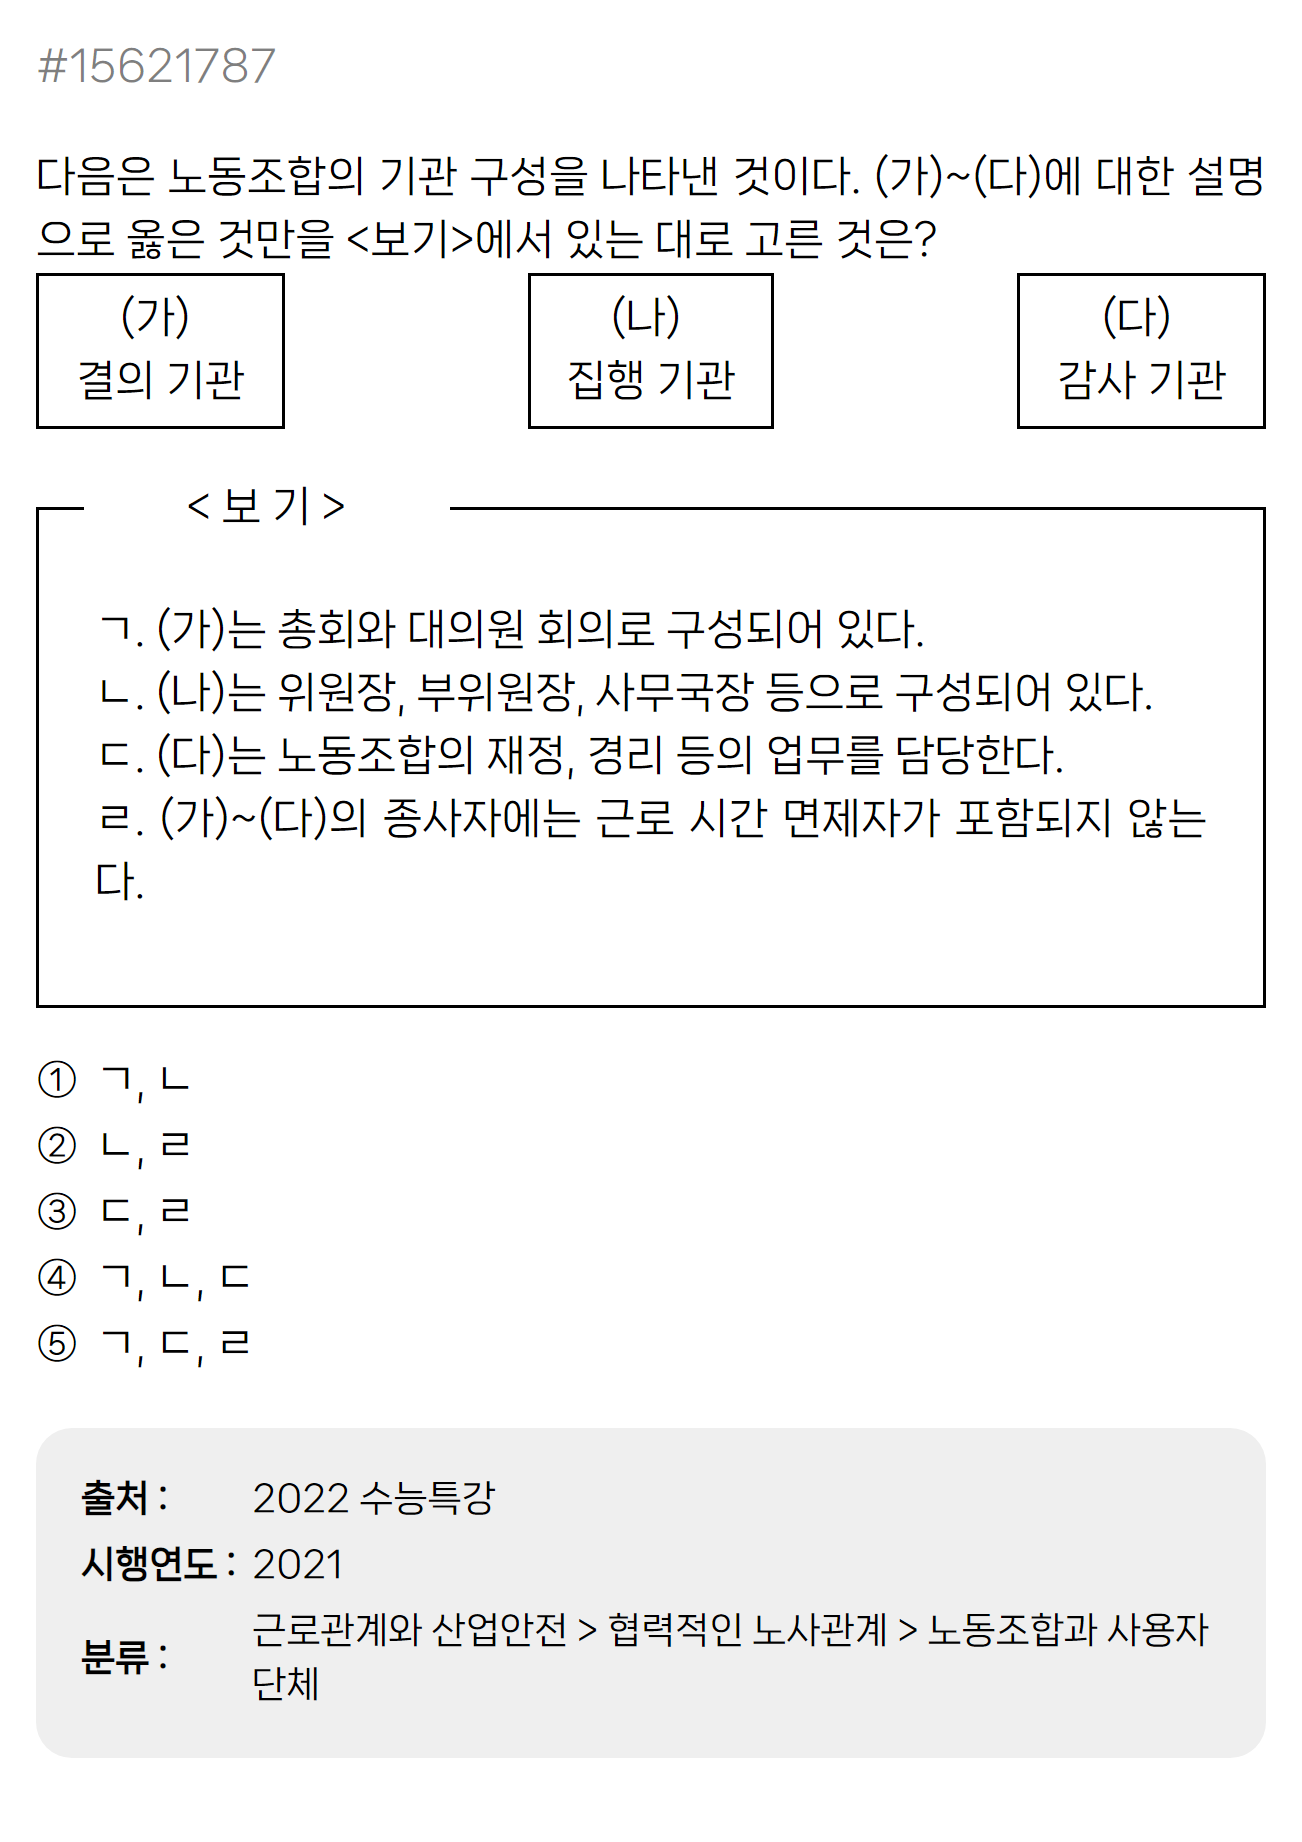 #15621787
다음은 노동조합의 기관 구성을 나타낸 것이다. (가)~(다)에 대한 설명
으로 옳은 것만을 <보기>에서 있는 대로 고른 것은?
(가)
결의 기관
(나)
집행 기관
(다)
감사 기관
< 보 기 >
ㄱ. (가)는 총회와 대의원 회의로 구성되어 있다.
ㄴ. (나)는 위원장, 부위원장, 사무국장 등으로 구성되어 있다.
ㄷ. (다)는 노동조합의 재정, 경리 등의 업무를 담당한다.
ㄹ. (가)~(다)의 종사자에는 근로 시간 면제자가 포함되지 않는
다.
① ㄱ, ㄴ
② ㄴ, ㄹ
③ ㄷ, ㄹ
④ ㄱ, ㄴ, ㄷ
⑤ ㄱ, ㄷ, ㄹ
출처 : 2022 수능특강
시행연도 : 2021
분류 : 근로관계와 산업안전 > 협력적인 노사관계 > 노동조합과 사용자
단체